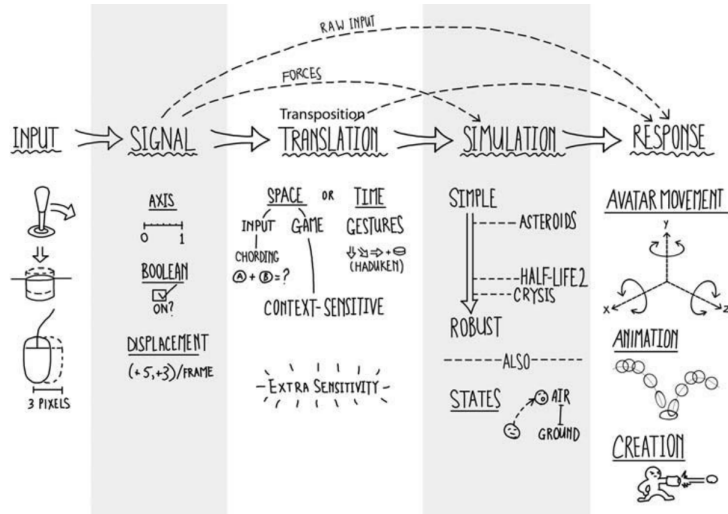 RAW INPUT
FORCES
Transposition
INPUT
SIGNAL
TRANSLATION
SIMULATION
RESPONSE
3 PIXELS
AXIS
0 1
BOOLEAN
ON?
DISPLACEMENT
(+5,+3)/FRAME
SPACE OR TIME
INPUT GAME
CHORDING
A + B = ?
GESTURES
+
(HADUKEN)
CONTEXT-SENSITIVE
EXTRA SENSITIVITY
SIMPLE
ASTEROIDS
HALF-LIFE 2
CRYSIS
ROBUST
ALSO
STATES
AIR
GROUND
AVATAR MOVEMENT
Y
X
Z
ANIMATION
CREATION